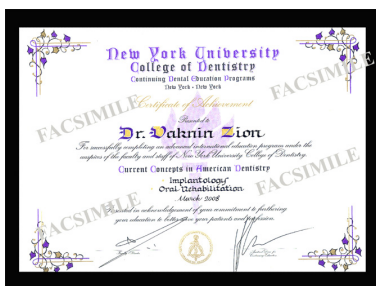 New York University
College of Dentistry
Continuing Dental Education Programs
New York - New York
Certificate of Achievement
Presented to
Dr. Vaknin Zion
For successfully completing an advanced international education program under the
auspices of the faculty and staff of New York University College of Dentistry.
Current Concepts in American Dentistry
Implantology
Oral Rehabilitation
March 2008
Presented in acknowledgement of your commitment to furthering
your education to better serve your patients and profession.
FACSIMILE
FACSIMILE
FACSIMILE
FACSIMILE